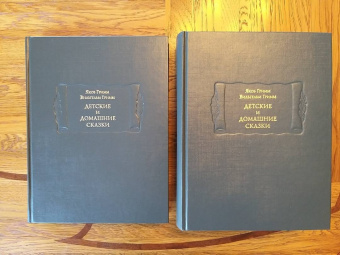 Якоб Гримм
Вильгельм Гримм
ДЕТСКИЕ
И
ДОМАШНИЕ
СКАЗКИ
Якоб Гримм
Вильгельм Гримм
ДЕТСКИЕ
И
ДОМАШНИЕ
СКАЗКИ